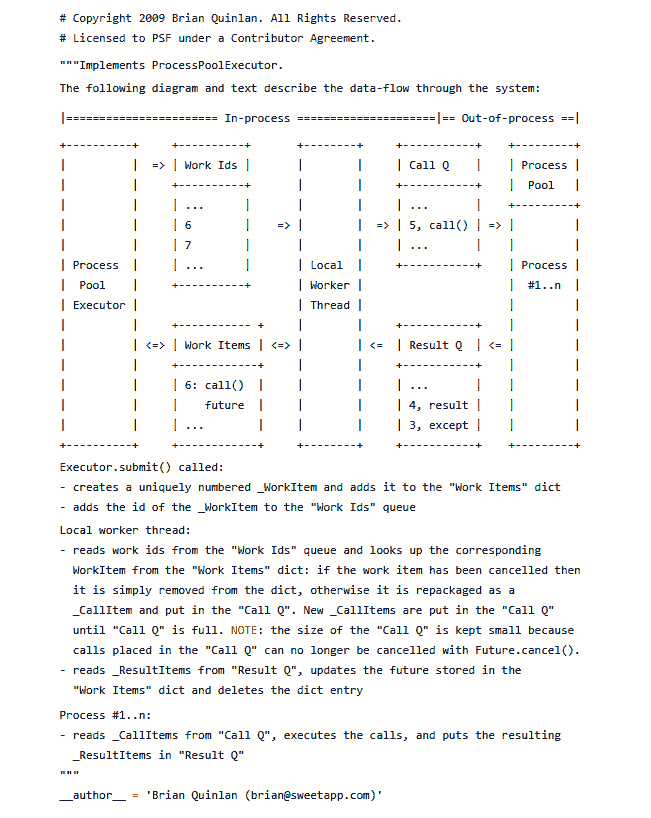 # Copyright 2009 Brian Quinlan. All Rights Reserved.
# Licensed to PSF under a Contributor Agreement.
"""Implements ProcessPoolExecutor.
The following diagram and text describe the data-flow through the system:
|======================= In-process =====================|== Out-of-process ==|
+----------+     +----------+       +--------+     +-----------+    +---------+
|          |  => | Work Ids |       |        |     | Call Q    |    | Process |
|          |     +----------+       |        |     +-----------+    |  Pool   |
|          |     | ...      |       |        |     | ...       |    +---------+
|          |     | 6        |    => |        |  => | 5, call() | => |         |
|          |     | 7        |       |        |     | ...       |    |         |
| Process  |     | ...      |       | Local  |     +-----------+    | Process |
|  Pool    |     +----------+       | Worker |                      |  #1..n  |
| Executor |                        | Thread |                      |         |
|          |     +----------- +     |        |     +-----------+    |         |
|          | <=> | Work Items | <=> |        | <=  | Result Q  | <= |         |
|          |     +------------+     |        |     +-----------+    |         |
|          |     | 6: call()  |     |        |     | ...       |    |         |
|          |     |    future  |     |        |     | 4, result |    |         |
|          |     | ...        |     |        |     | 3, except |    |         |
+----------+     +------------+     +--------+     +-----------+    +---------+
Executor.submit() called:
- creates a uniquely numbered _WorkItem and adds it to the "Work Items" dict
- adds the id of the _WorkItem to the "Work Ids" queue
Local worker thread:
- reads work ids from the "Work Ids" queue and looks up the corresponding
  WorkItem from the "Work Items" dict: if the work item has been cancelled then
  it is simply removed from the dict, otherwise it is repackaged as a
  _CallItem and put in the "Call Q". New _CallItems are put in the "Call Q"
  until "Call Q" is full. NOTE: the size of the "Call Q" is kept small because
  calls placed in the "Call Q" can no longer be cancelled with Future.cancel().
- reads _ResultItems from "Result Q", updates the future stored in the
  "Work Items" dict and deletes the dict entry
Process #1..n:
- reads _CallItems from "Call Q", executes the calls, and puts the resulting
  _ResultItems in "Result Q"
"""
__author__ = 'Brian Quinlan (brian@sweetapp.com)'